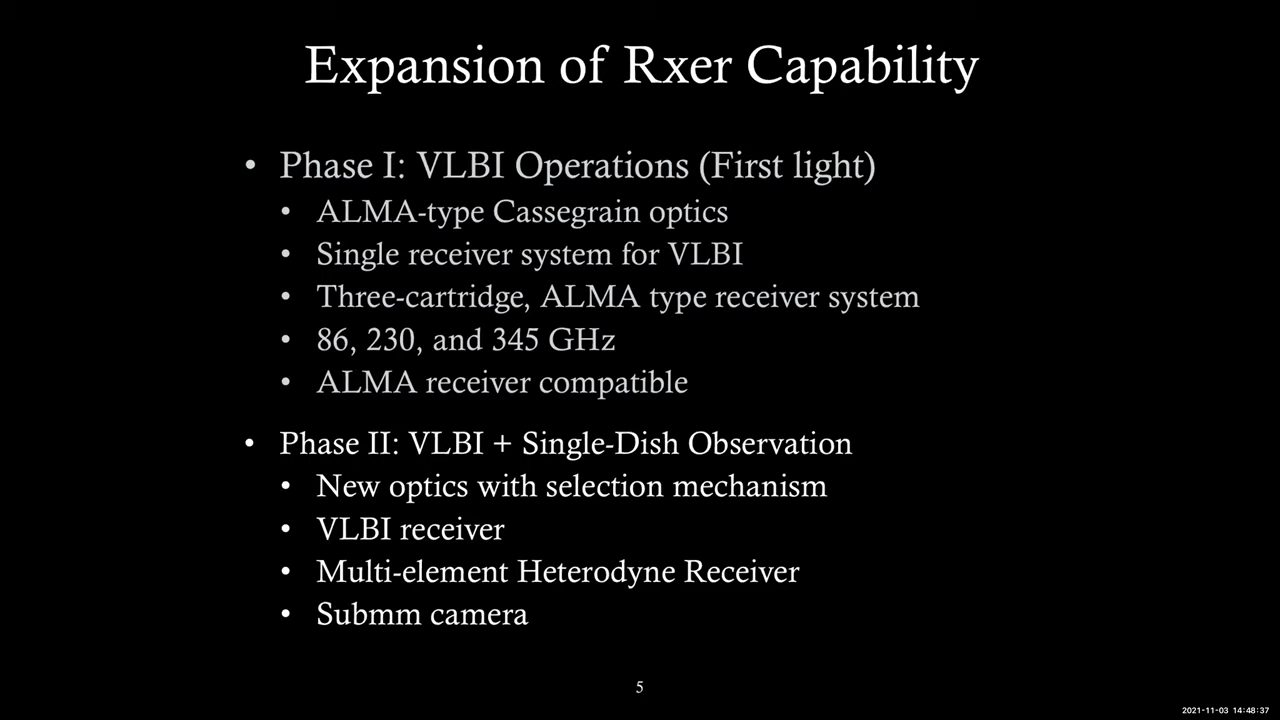 Expansion of Rxer Capability
• Phase I: VLBI Operations (First light)
• ALMA-type Cassegrain optics
• Single receiver system for VLBI
• Three-cartridge, ALMA type receiver system
• 86, 230, and 345 GHz
• ALMA receiver compatible
• Phase II: VLBI + Single-Dish Observation
• New optics with selection mechanism
• VLBI receiver
• Multi-element Heterodyne Receiver
• Submm camera
5
2021-11-03 14:48:37